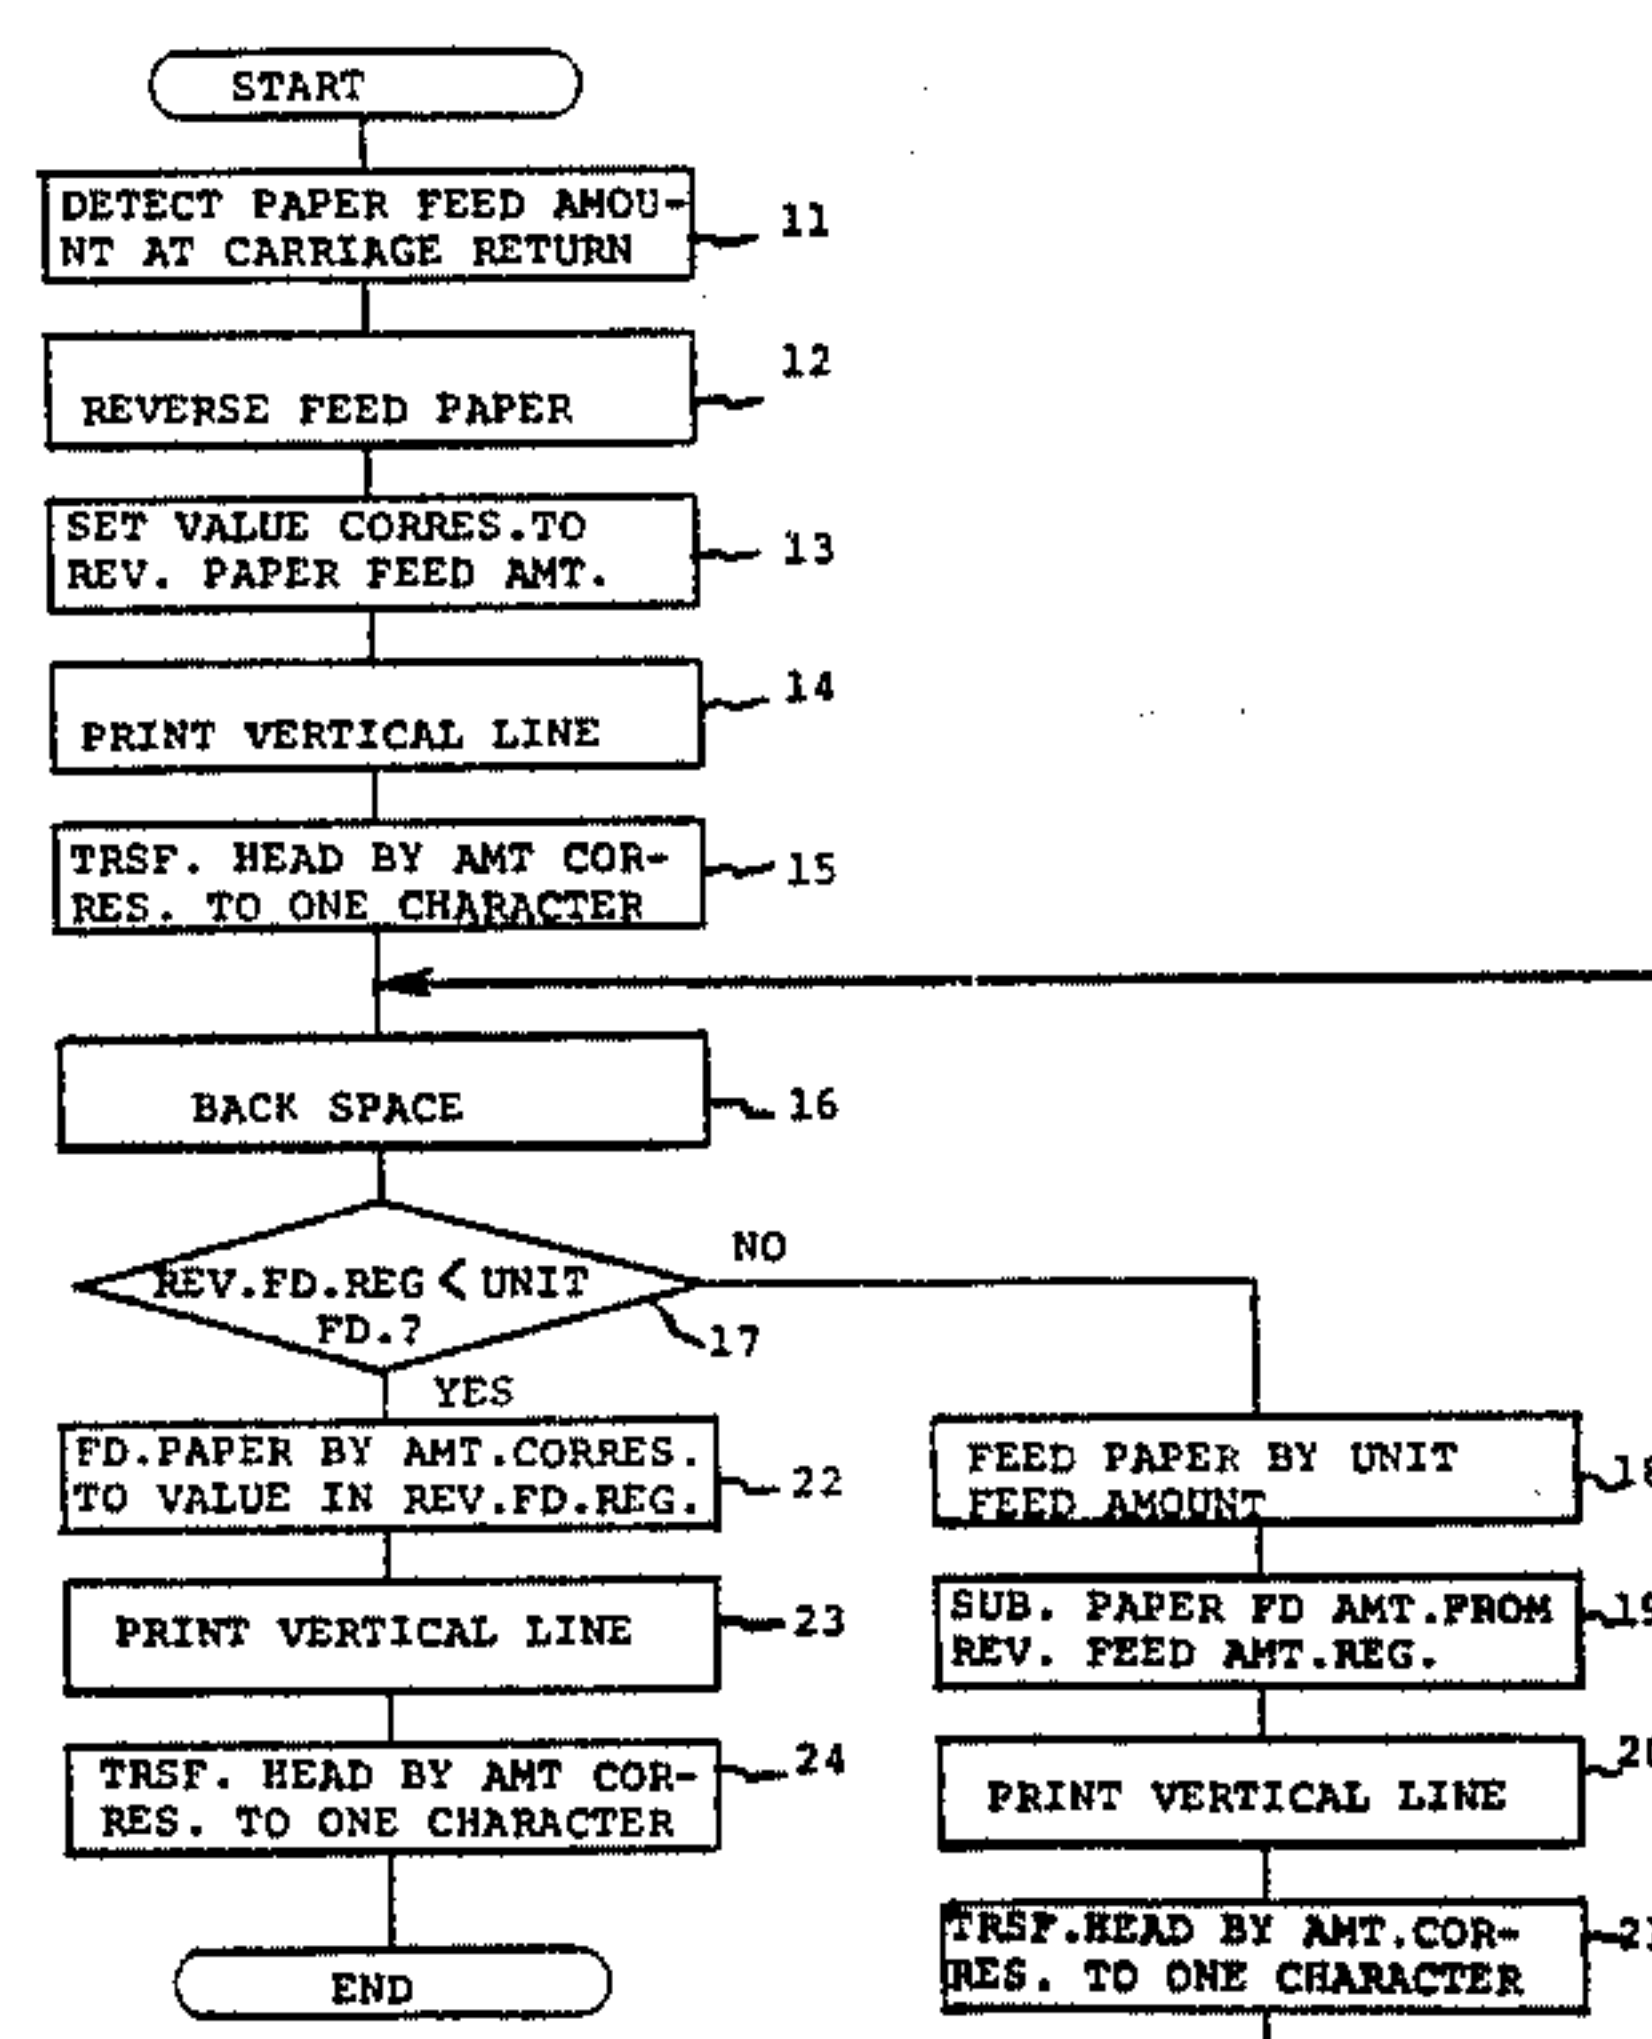 START
DETECT PAPER FEED AMOU-
NT AT CARRIAGE RETURN
11
REVERSE FEED PAPER
12
SET VALUE CORRES.TO
REV. PAPER FEED AMT.
13
PRINT VERTICAL LINE
14
TRSF. HEAD BY AMT COR-
RES. TO ONE CHARACTER
15
BACK SPACE
16
REV.FD.REG < UNIT
FD.?
17
NO
YES
FD.PAPER BY AMT.CORRES.
TO VALUE IN REV.FD.REG.
22
PRINT VERTICAL LINE
23
TRSF. HEAD BY AMT COR-
RES. TO ONE CHARACTER
24
END
FEED PAPER BY UNIT
FEED AMOUNT
SUB. PAPER FD AMT.FROM
REV. FEED AMT.REG.
19
PRINT VERTICAL LINE
TRSF.HEAD BY AMT.COR-
RES. TO ONE CHARACTER